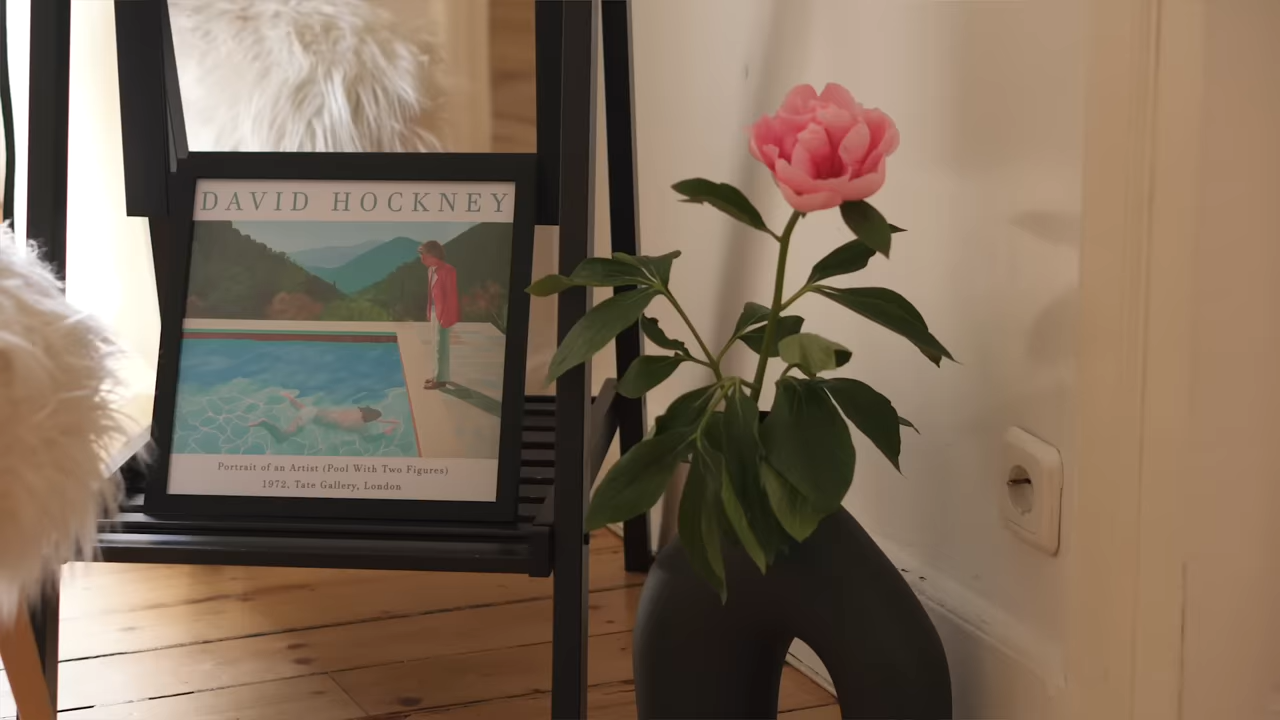 DAVID HOCKNEY
Portrait of an Artist (Pool With Two Figures)
1972, Tate Gallery, London